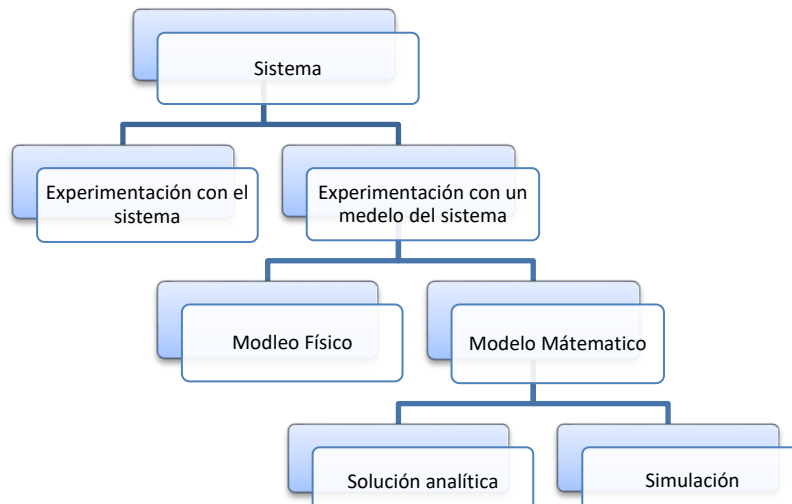 Sistema
Experimentación con el
sistema
Experimentación con un
medelo del sistema
Modleo Físico
Modelo Mátematico
Solución analítica
Simulación